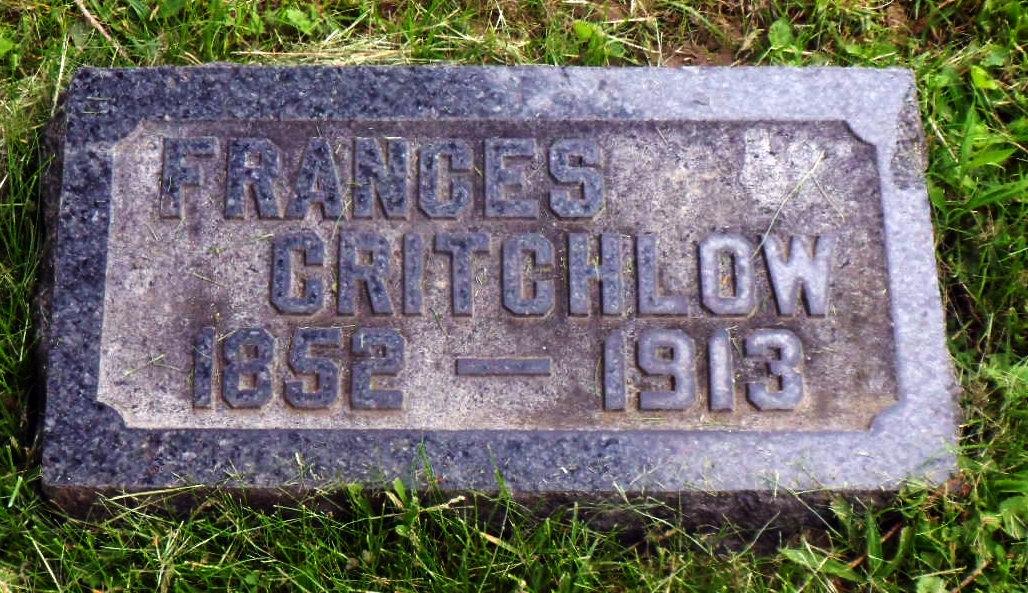 FRANCES
CRITCHLOW
1852 — 1913